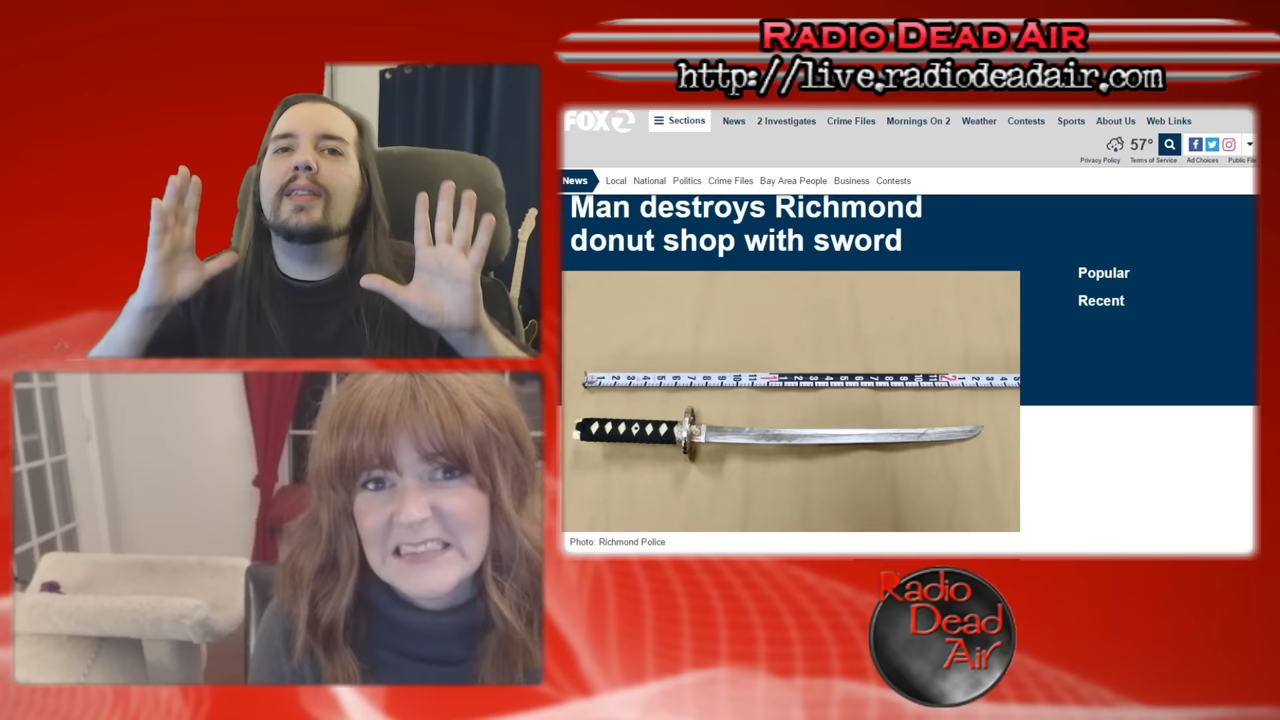 RADIO DEAD AIR
http://live.radiodeadair.com
FOX 2
Sections News 2 Investigates Crime Files Mornings On 2 Weather Contests Sports About Us Web Links
57°
Privacy Policy Terms of Service Ad Choices Public File
News Local National Politics Crime Files Bay Area People Business Contests
Man destroys Richmond
donut shop with sword
Popular
Recent
Photo: Richmond Police
Radio
Dead
Air